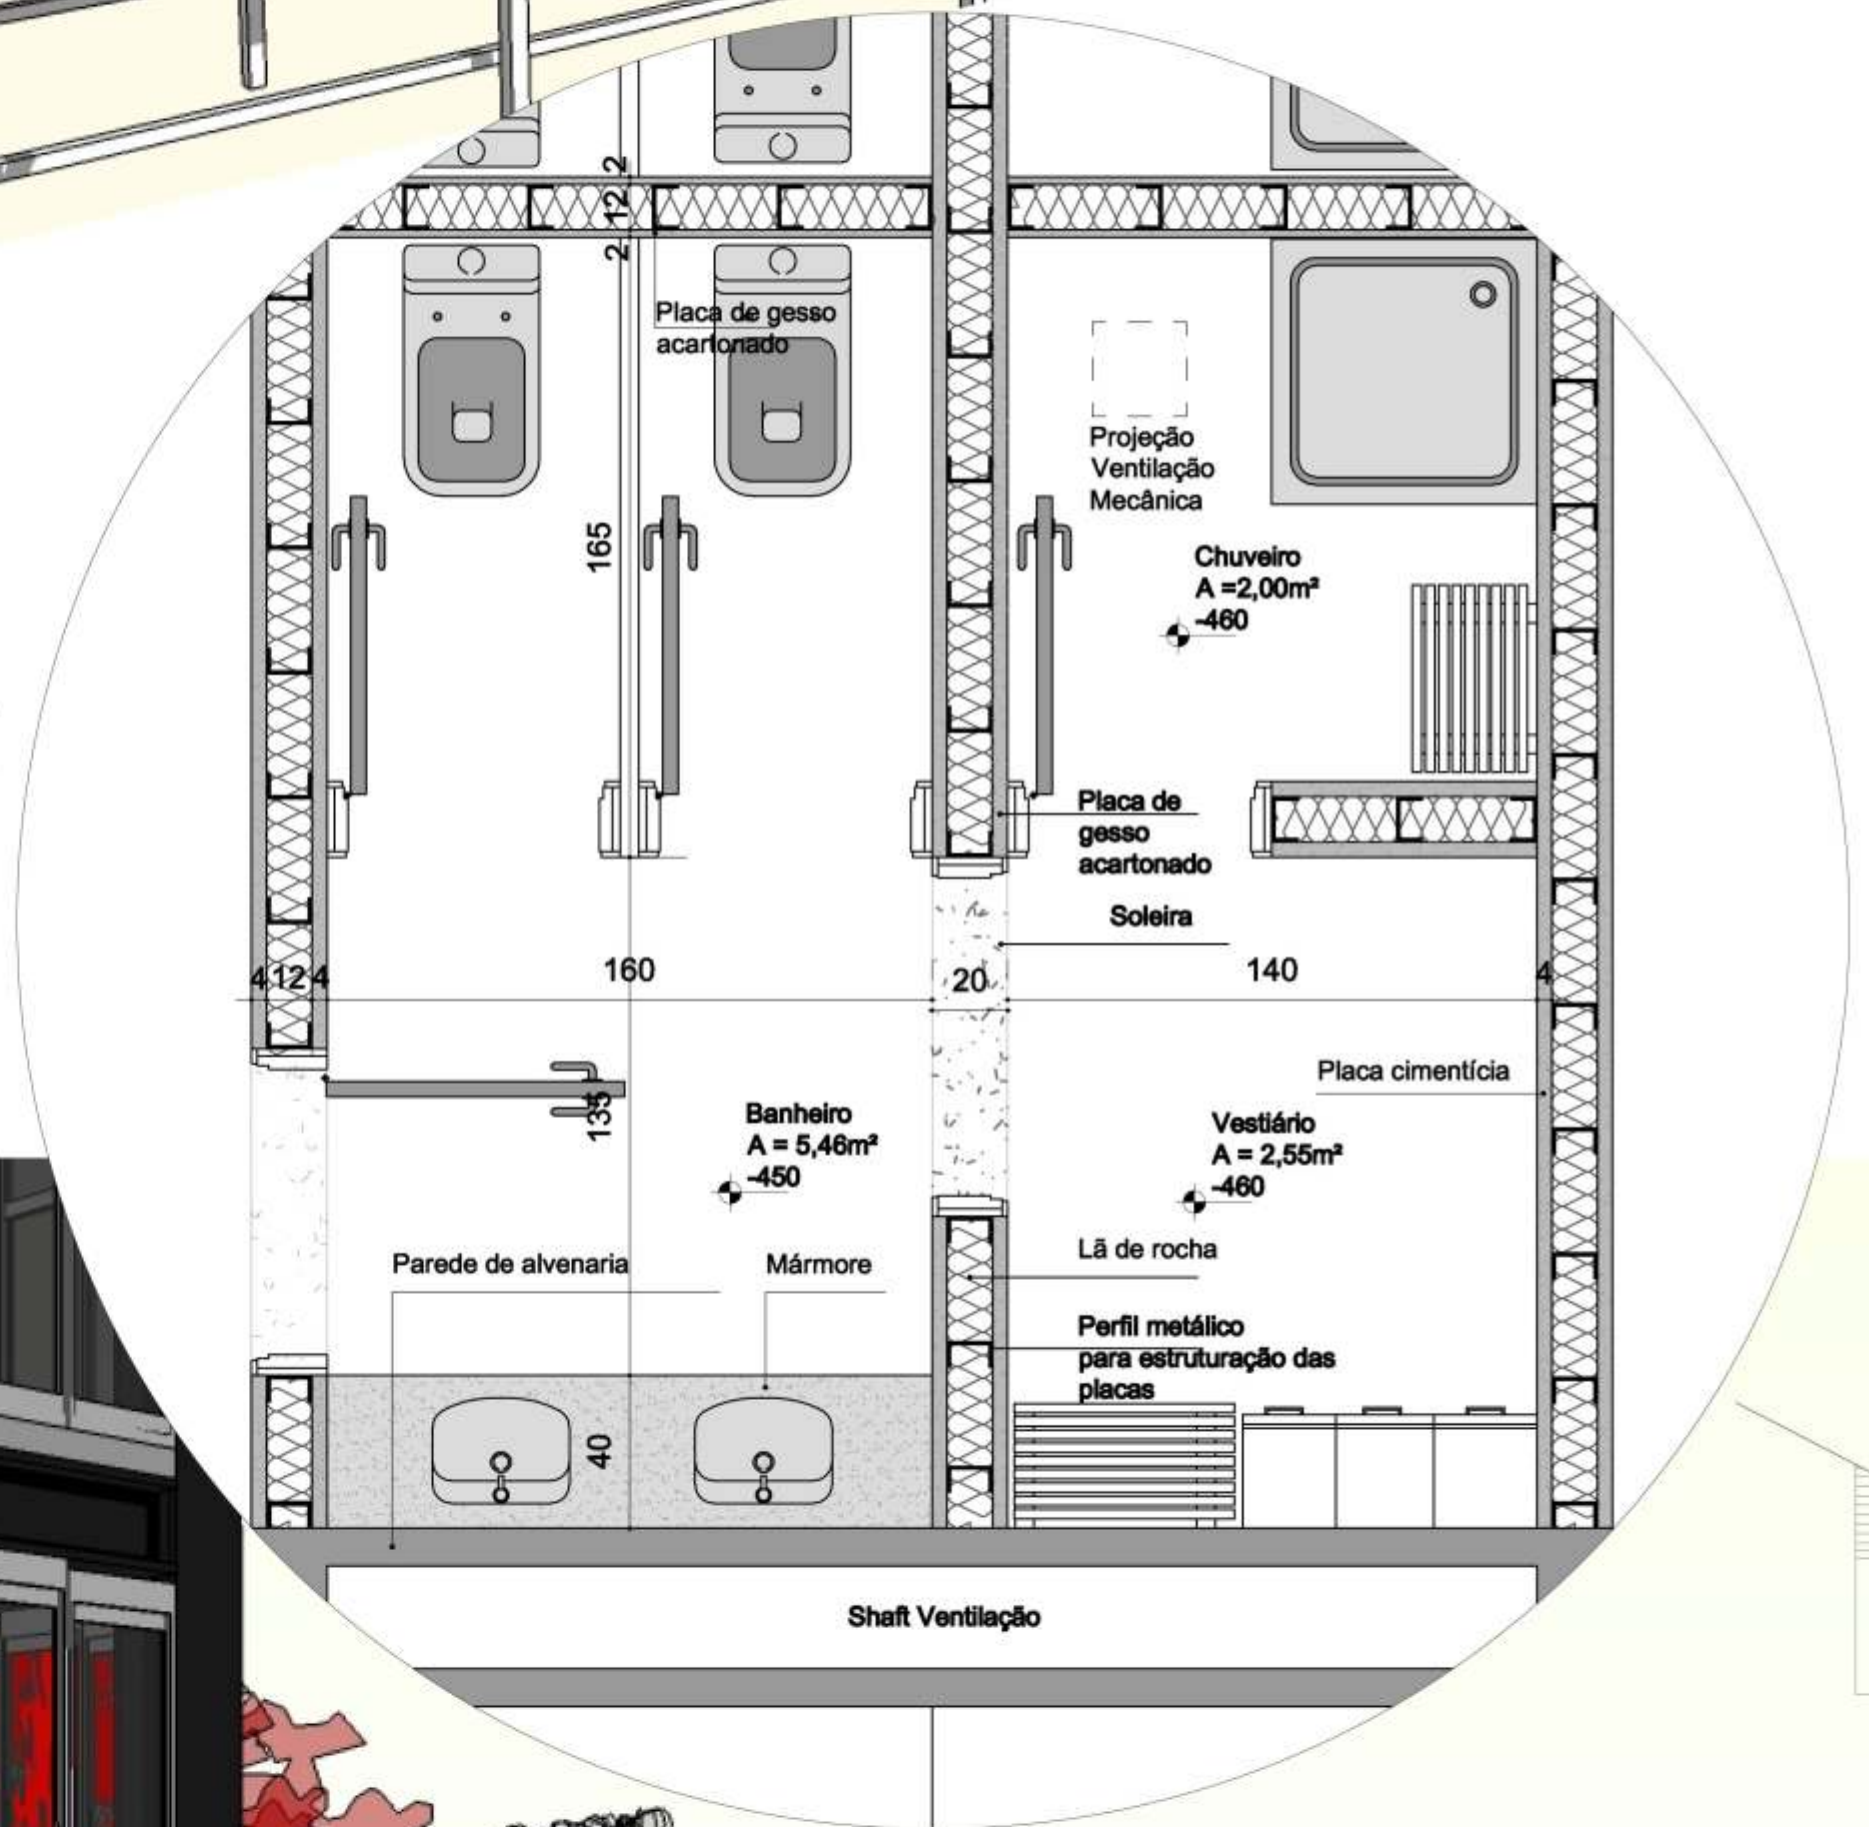 2
12
2
Placa de gesso
acartonado
Projeção
Ventilação
Mecânica
165
Chuveiro
A =2,00m²
-460
Placa de
gesso
acartonado
Soleira
4 12 4 160 20 140 4
Placa cimentícia
135
Banheiro
A = 5,46m²
-450
Vestiário
A = 2,55m²
-460
Parede de alvenaria
Mármore
Lã de rocha
Perfil metálico
para estruturação das
placas
40
Shaft Ventilação